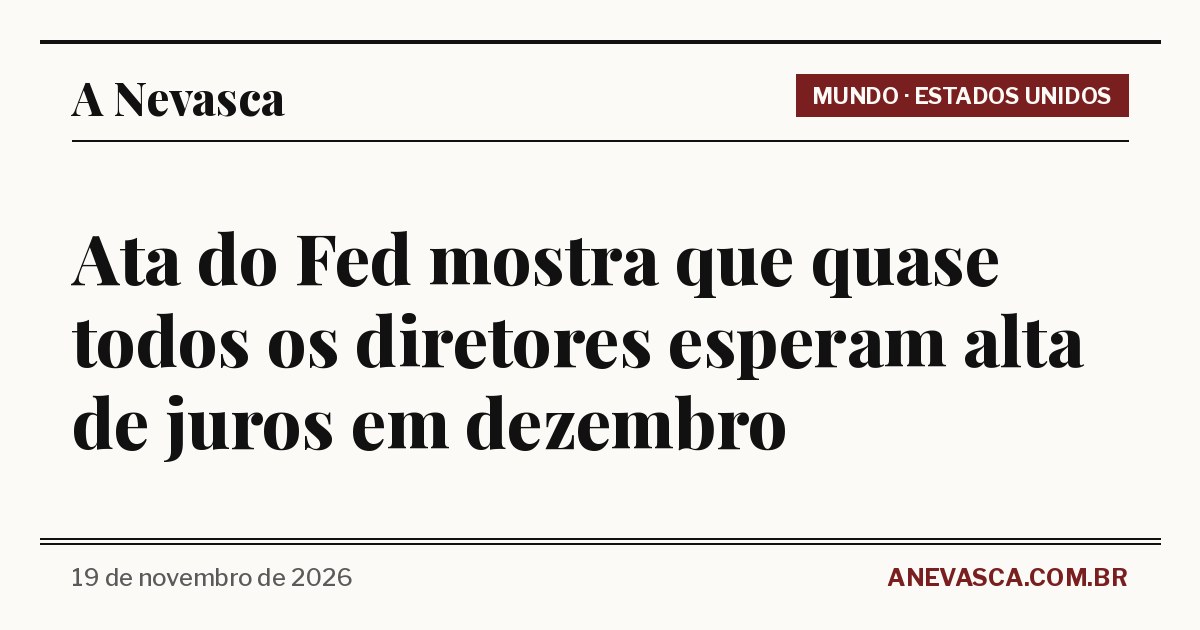 A Nevasca
MUNDO · ESTADOS UNIDOS
Ata do Fed mostra que quase
todos os diretores esperam alta
de juros em dezembro
19 de novembro de 2026
ANEVASCA.COM.BR